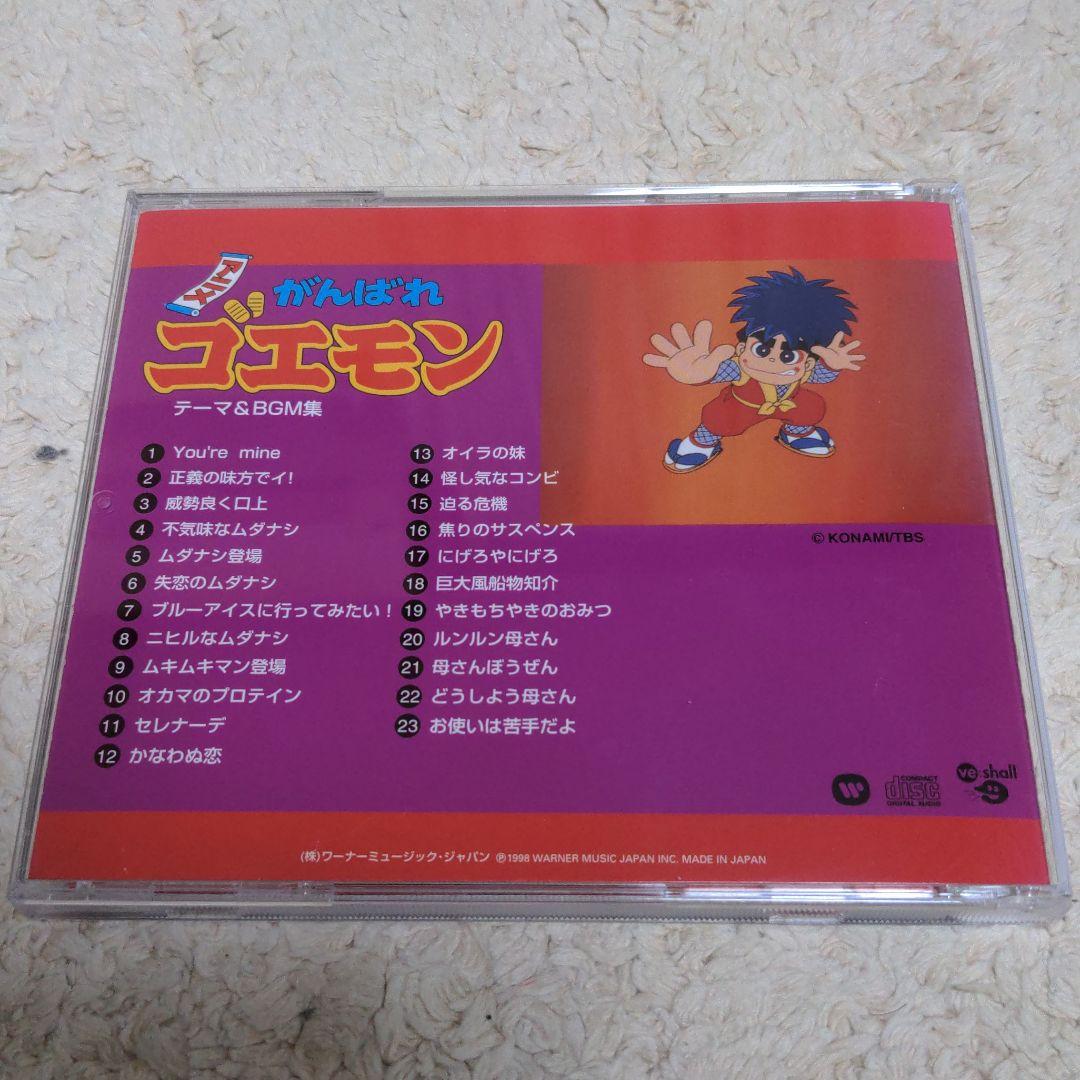 アニメ
がんばれ
ゴエモン
テーマ&BGM集
1 You're mine
2 正義の味方でイ!
3 威勢良く口上
4 不気味なムダナシ
5 ムダナシ登場
6 失恋のムダナシ
7 ブルーアイスに行ってみたい!
8 ニヒルなムダナシ
9 ムキムキマン登場
10 オカマのプロテイン
11 セレナーデ
12 かなわぬ恋
13 オイラの妹
14 怪し気なコンビ
15 迫る危機
16 焦りのサスペンス
17 にげろやにげろ
18 巨大風船物知介
19 やきもちやきのおみつ
20 ルンルン母さん
21 母さんぼうぜん
22 どうしよう母さん
23 お使いは苦手だよ
© KONAMI/TBS
COMPACT
disc
DIGITAL AUDIO
ve shall
(株)ワーナーミュージック・ジャパン ℗1998 WARNER MUSIC JAPAN INC. MADE IN JAPAN